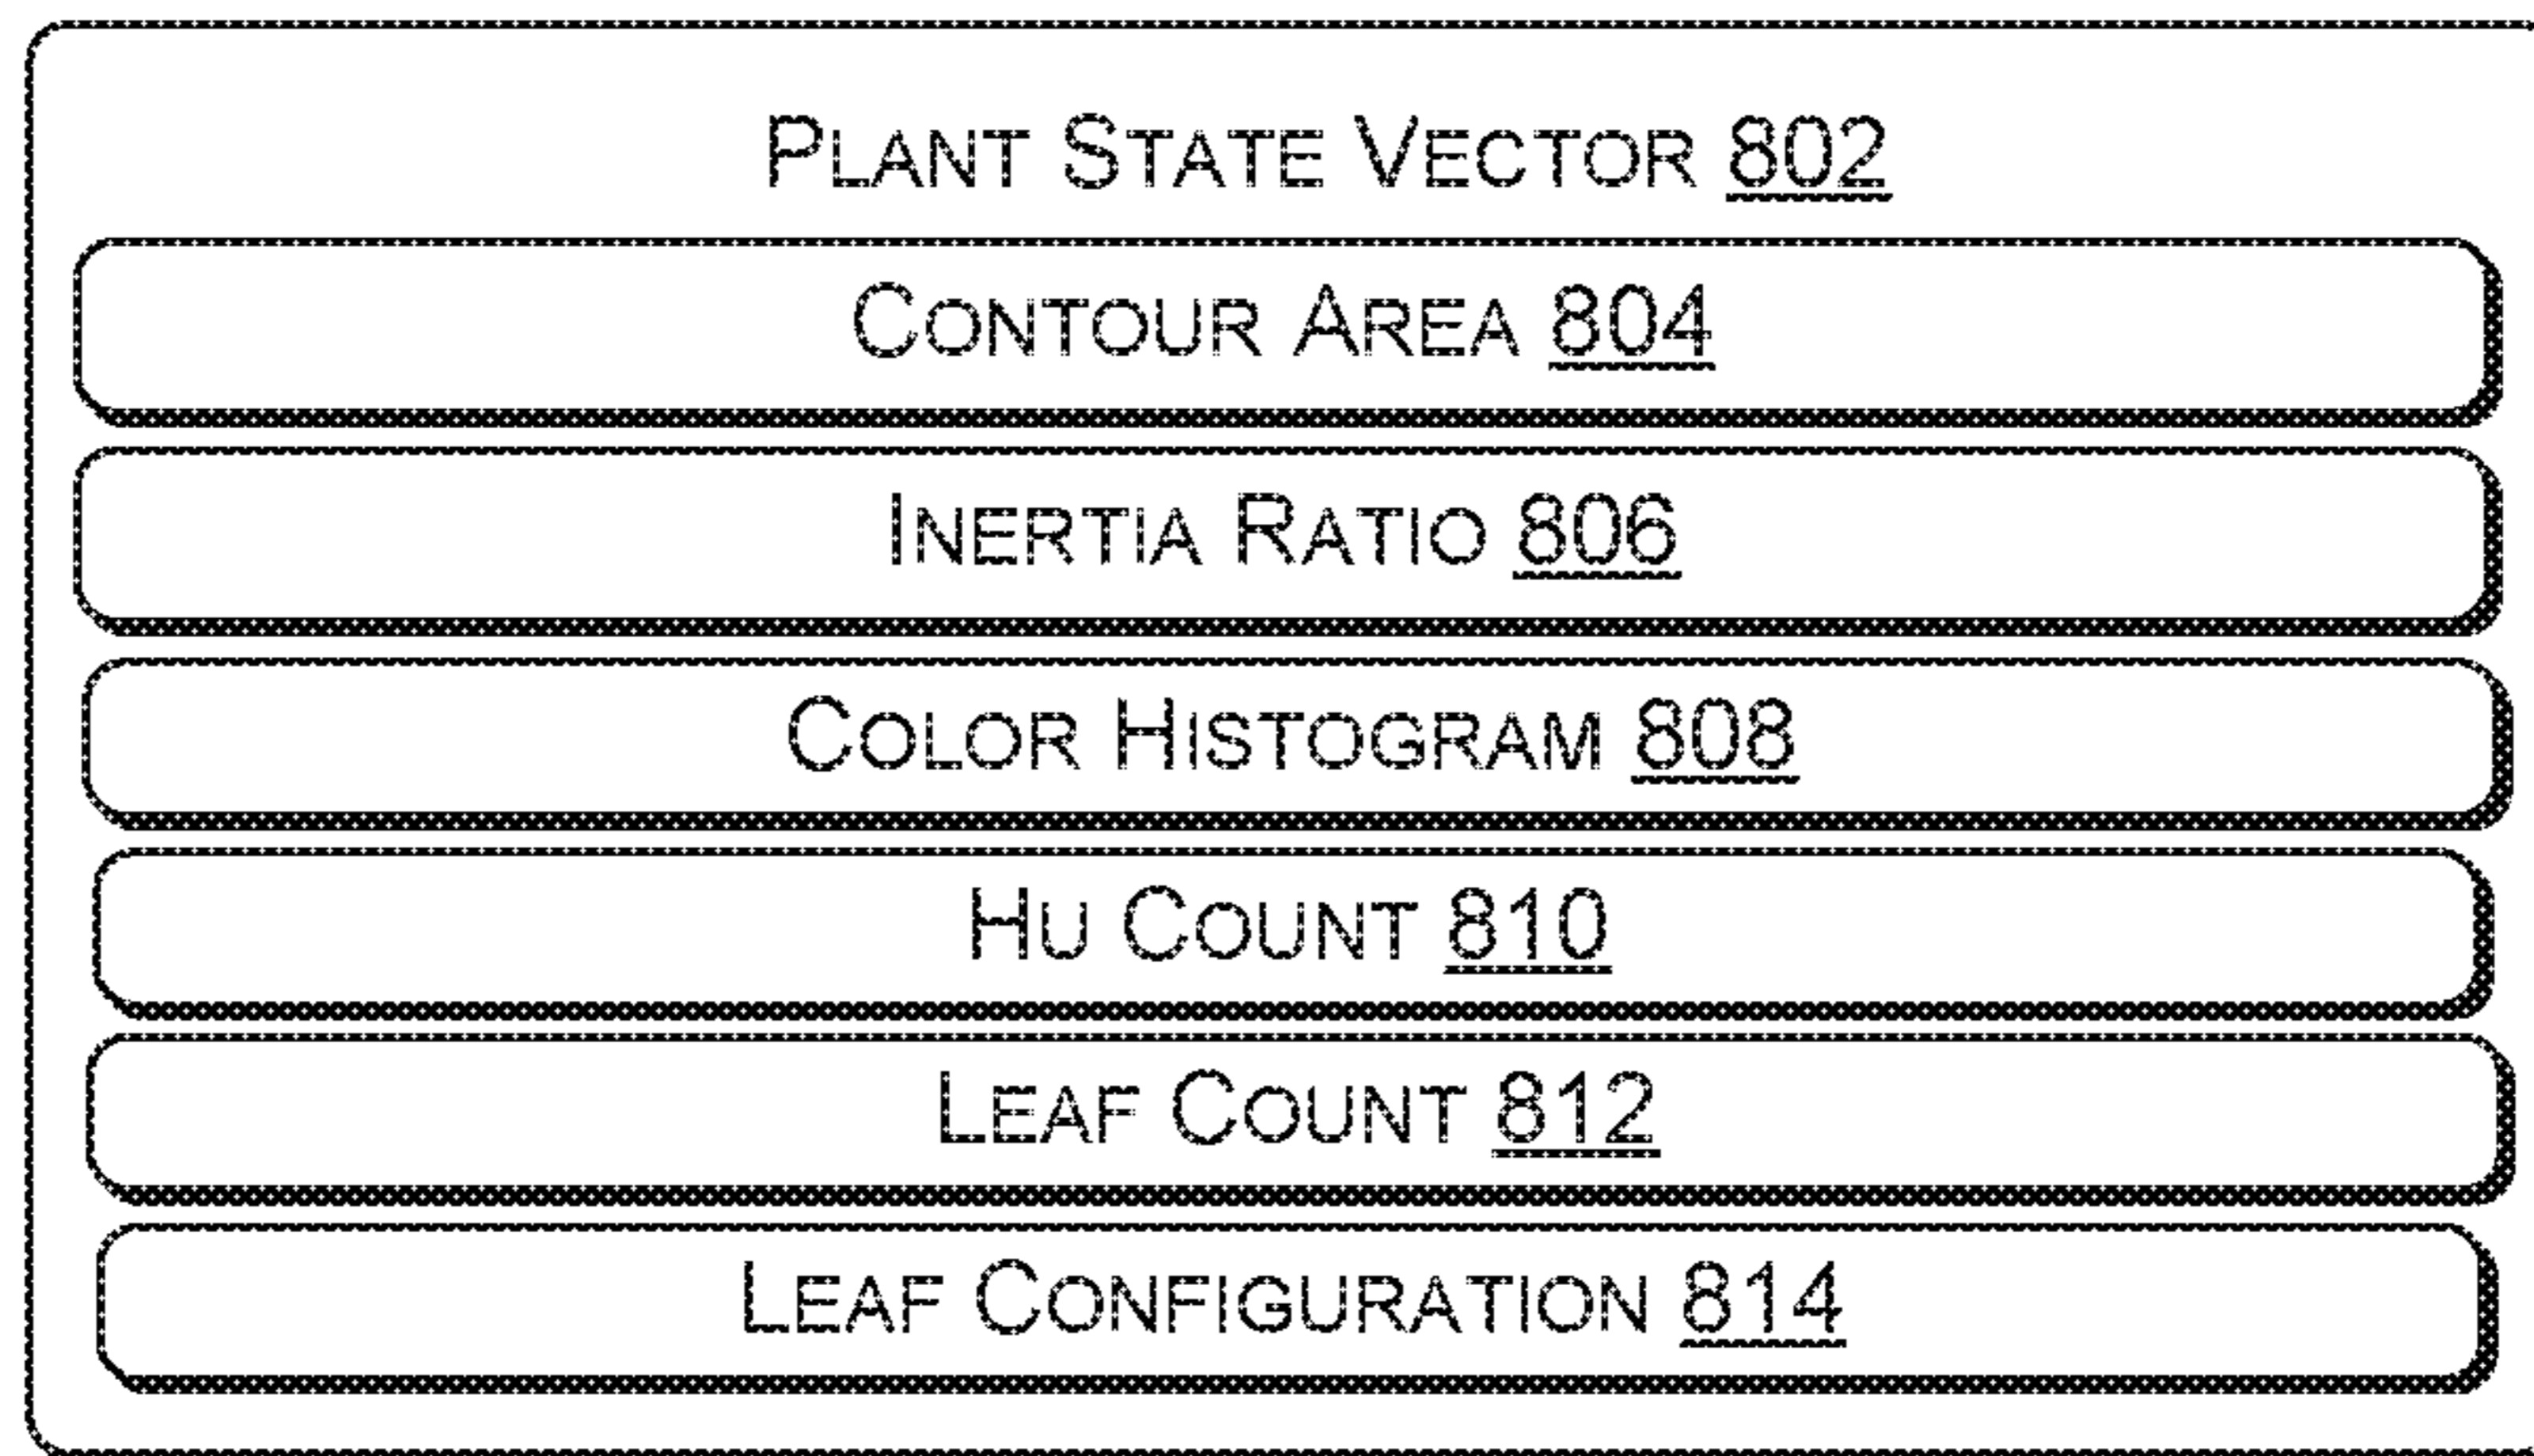 PLANT STATE VECTOR 802
CONTOUR AREA 804
INERTIA RATIO 806
COLOR HISTOGRAM 808
HU COUNT 810
LEAF COUNT 812
LEAF CONFIGURATION 814